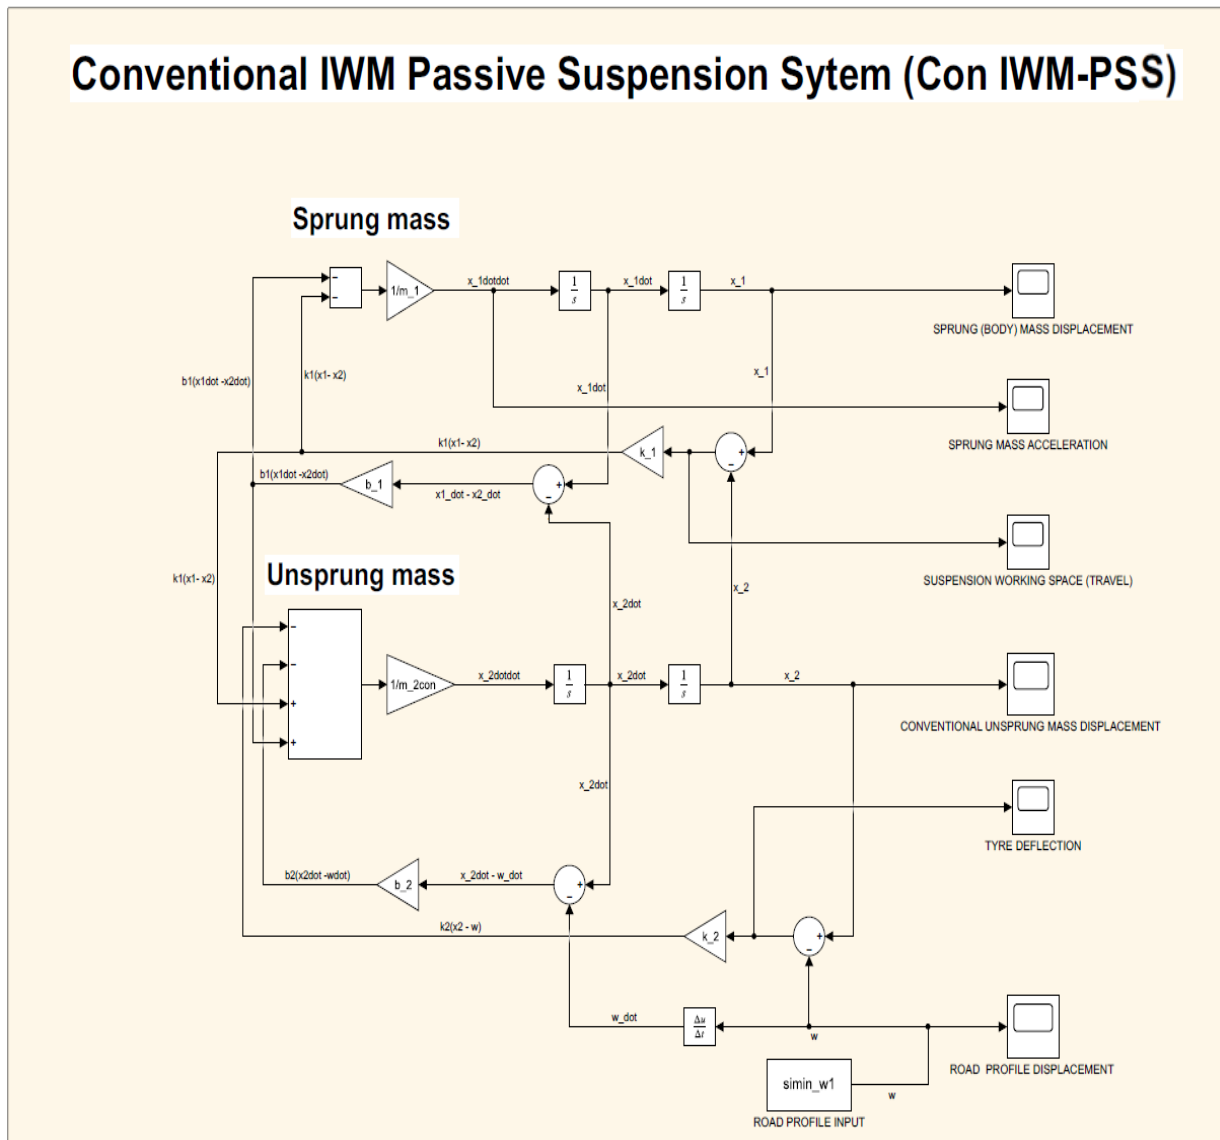 Conventional IWM Passive Suspension Sytem (Con IWM-PSS)
Sprung mass
−
−
1/m_1
x_1dotdot
1
s
x_1dot
1
s
x_1
SPRUNG (BODY) MASS DISPLACEMENT
b1(x1dot -x2dot)
k1(x1- x2)
x_1dot
x_1
SPRUNG MASS ACCELERATION
k1(x1- x2)
k_1
+
−
b1(x1dot -x2dot)
b_1
x1_dot - x2_dot
+
−
k1(x1- x2)
Unsprung mass
SUSPENSION WORKING SPACE (TRAVEL)
x_2
x_2dot
−
−
+
+
1/m_2con
x_2dotdot
1
s
x_2dot
1
s
x_2
CONVENTIONAL UNSPRUNG MASS DISPLACEMENT
x_2dot
TYRE DEFLECTION
b2(x2dot -wdot)
b_2
x_2dot - w_dot
+
−
k2(x2 - w)
k_2
+
−
w_dot
Δu
Δt
w
ROAD PROFILE DISPLACEMENT
simin_w1
w
ROAD PROFILE INPUT